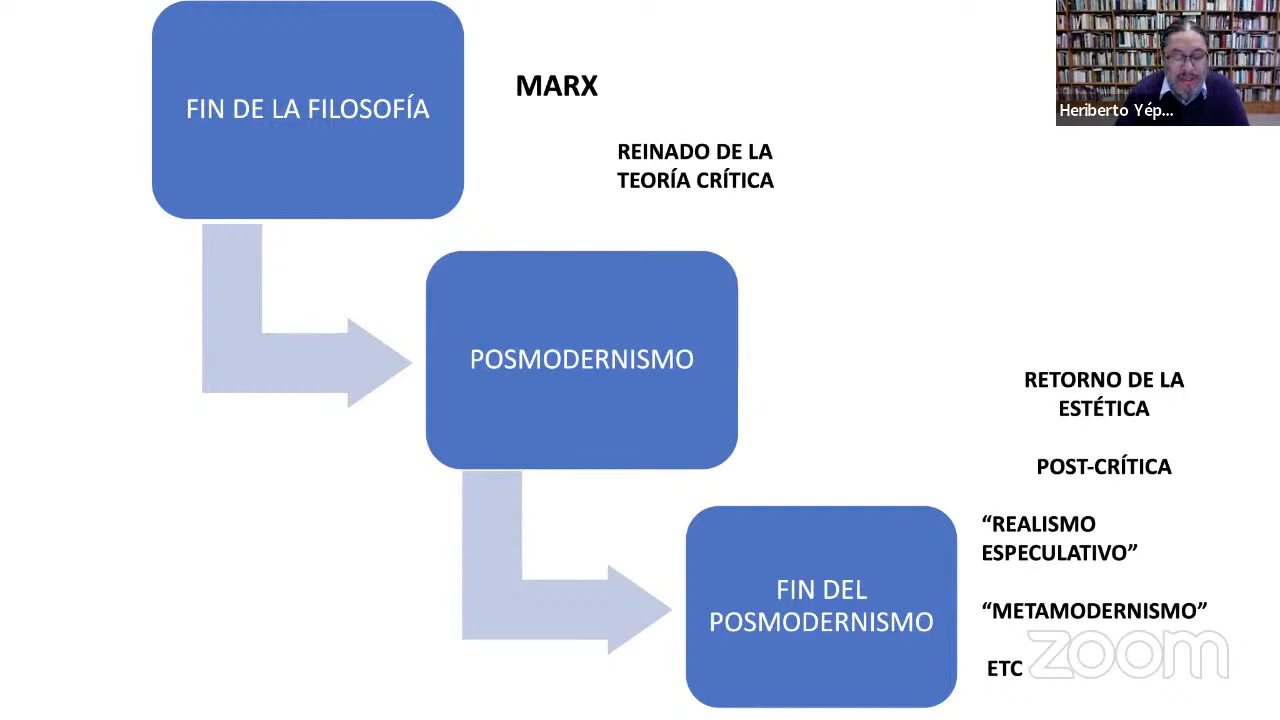 FIN DE LA FILOSOFÍA
MARX
REINADO DE LA
TEORÍA CRÍTICA
Heriberto Yép...
POSMODERNISMO
RETORNO DE LA
ESTÉTICA
POST-CRÍTICA
“REALISMO
ESPECULATIVO”
FIN DEL
POSMODERNISMO
“METAMODERNISMO”
ETC
zoom